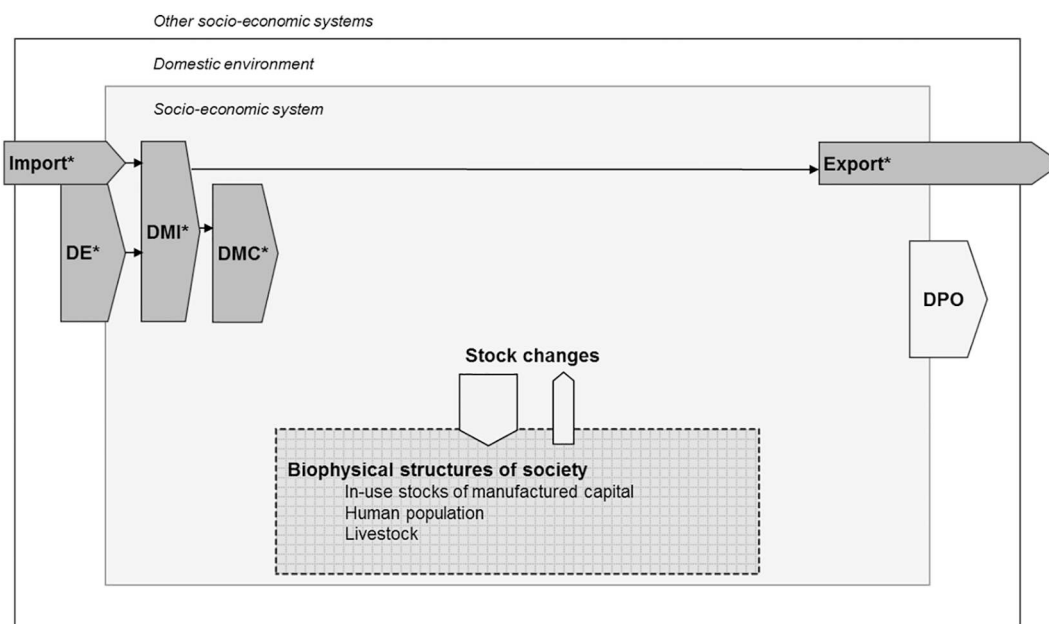 Other socio-economic systems
Domestic environment
Socio-economic system
Import*
Export*
DE*
DMI*
DMC*
DPO
Stock changes
Biophysical structures of society
In-use stocks of manufactured capital
Human population
Livestock